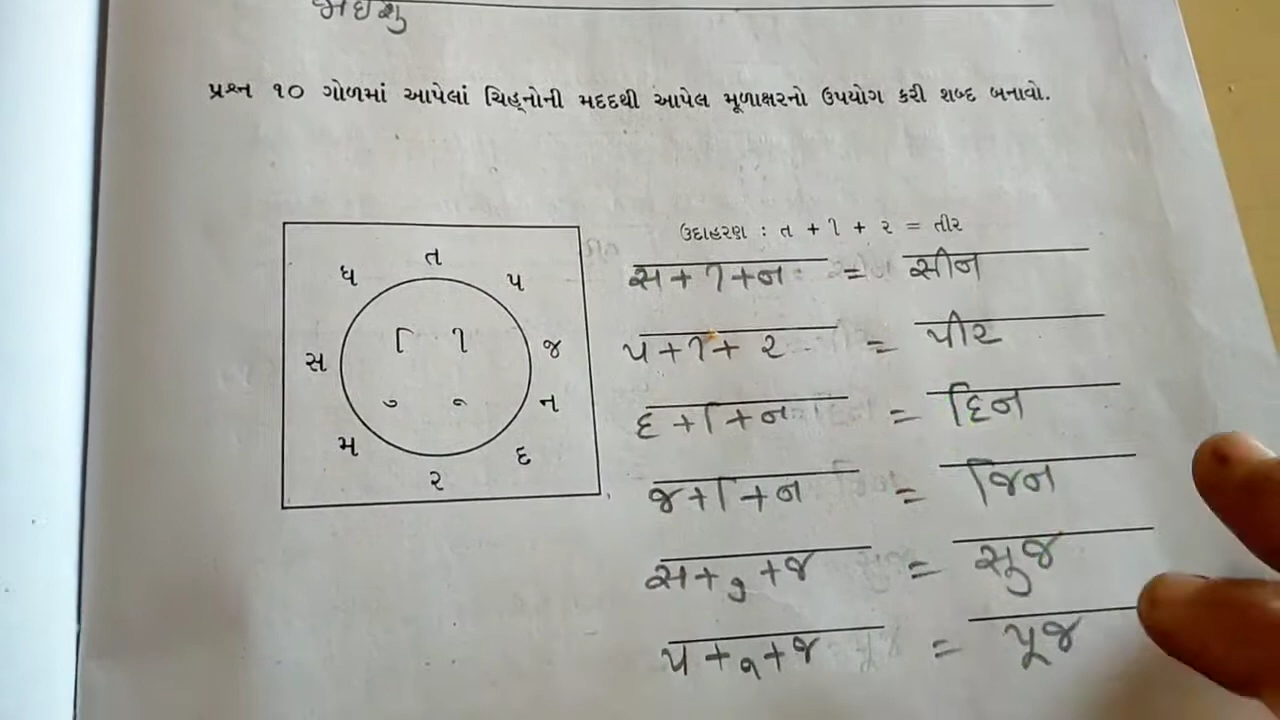 પ્રશ્ન ૧૦ ગોળમાં આપેલાં ચિહ્નોની મદદથી આપેલ મૂળાક્ષરનો ઉપયોગ કરી શબ્દ બનાવો.
ઉદાહરણ : ત + ી + ર = તીર
ત
ધ પ
િ ી
સ જ
ુ ૂ ન
મ દ
ર
સ + ી + ન = સીન
પ + ી + ર = પીર
દ + િ + ન = દિન
જ + િ + ન = જિન
સ + ુ + જ = સુજ
પ + ૂ + જ = પૂજ